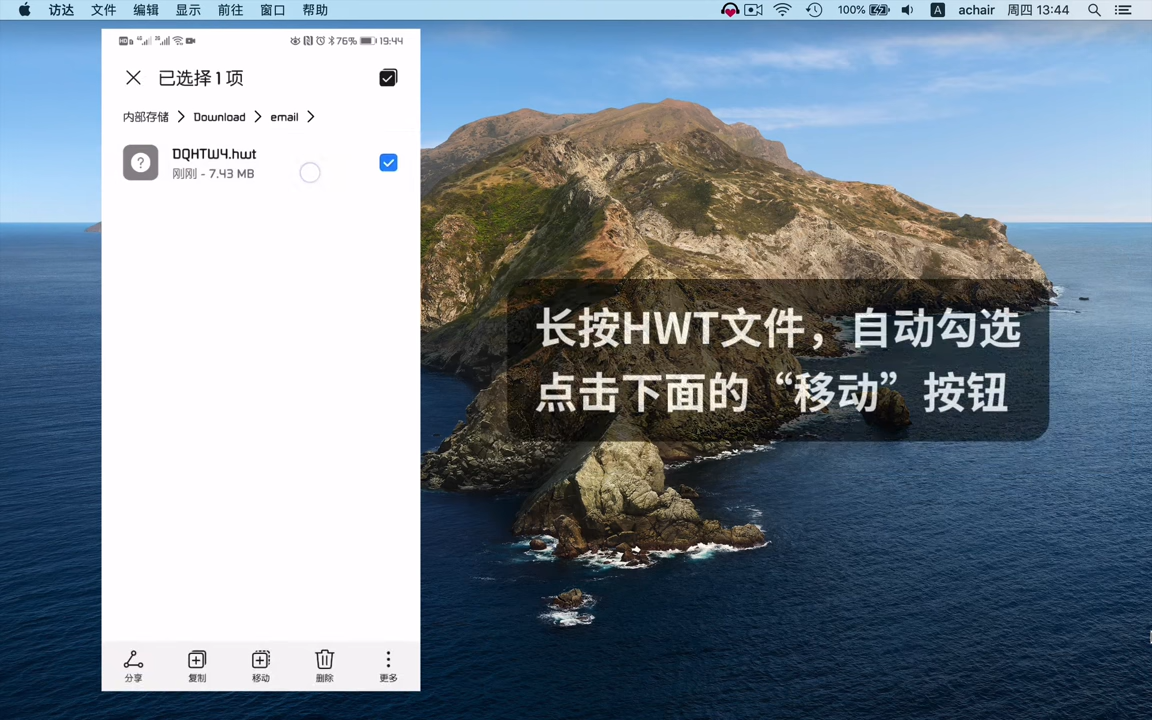 访达 文件 编辑 显示 前往 窗口 帮助 100% A achair 周四 13:44
76% 19:44
已选择 1 项
内部存储 > Download > email >
DQHTW4.hwt
刚刚 - 7.43 MB
长按HWT文件，自动勾选
点击下面的“移动”按钮
分享 复制 移动 删除 更多